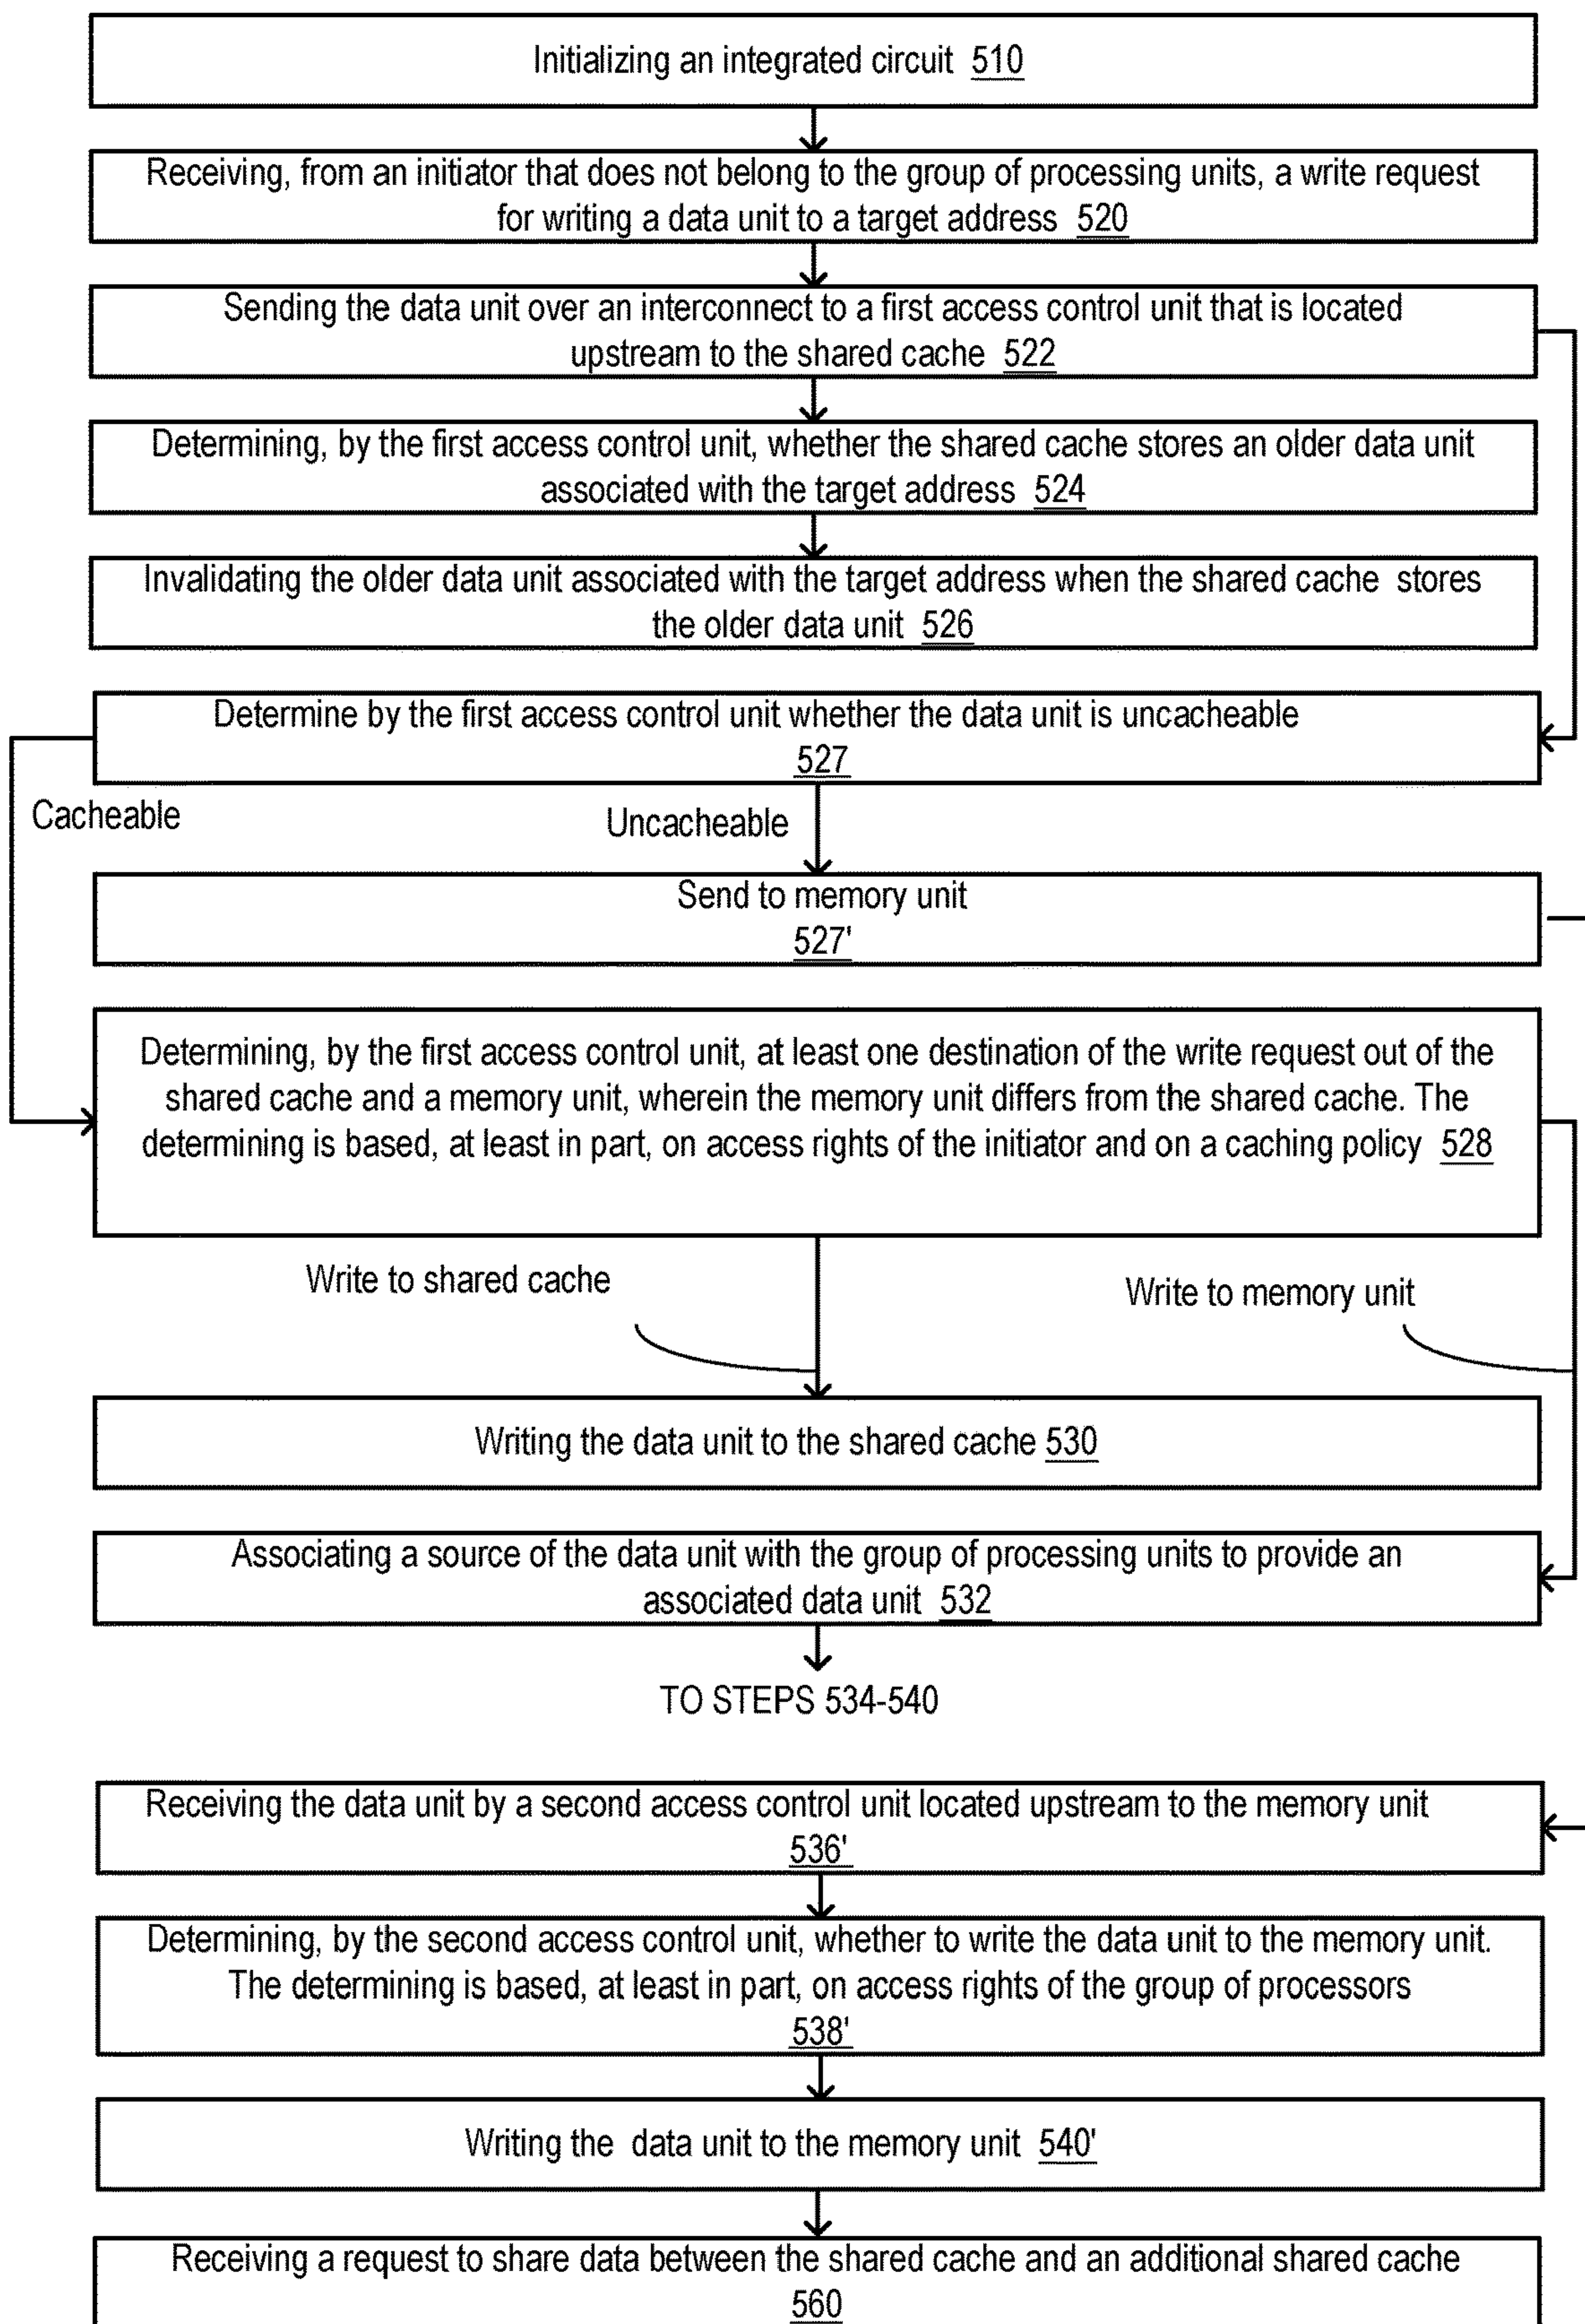 Initializing an integrated circuit 510
Receiving, from an initiator that does not belong to the group of processing units, a write request
for writing a data unit to a target address 520
Sending the data unit over an interconnect to a first access control unit that is located
upstream to the shared cache 522
Determining, by the first access control unit, whether the shared cache stores an older data unit
associated with the target address 524
Invalidating the older data unit associated with the target address when the shared cache stores
the older data unit 526
Determine by the first access control unit whether the data unit is uncacheable
527
Cacheable
Uncacheable
Send to memory unit
527'
Determining, by the first access control unit, at least one destination of the write request out of the
shared cache and a memory unit, wherein the memory unit differs from the shared cache. The
determining is based, at least in part, on access rights of the initiator and on a caching policy 528
Write to shared cache
Write to memory unit
Writing the data unit to the shared cache 530
Associating a source of the data unit with the group of processing units to provide an
associated data unit 532
TO STEPS 534-540
Receiving the data unit by a second access control unit located upstream to the memory unit
536'
Determining, by the second access control unit, whether to write the data unit to the memory unit.
The determining is based, at least in part, on access rights of the group of processors
538'
Writing the data unit to the memory unit 540'
Receiving a request to share data between the shared cache and an additional shared cache
560